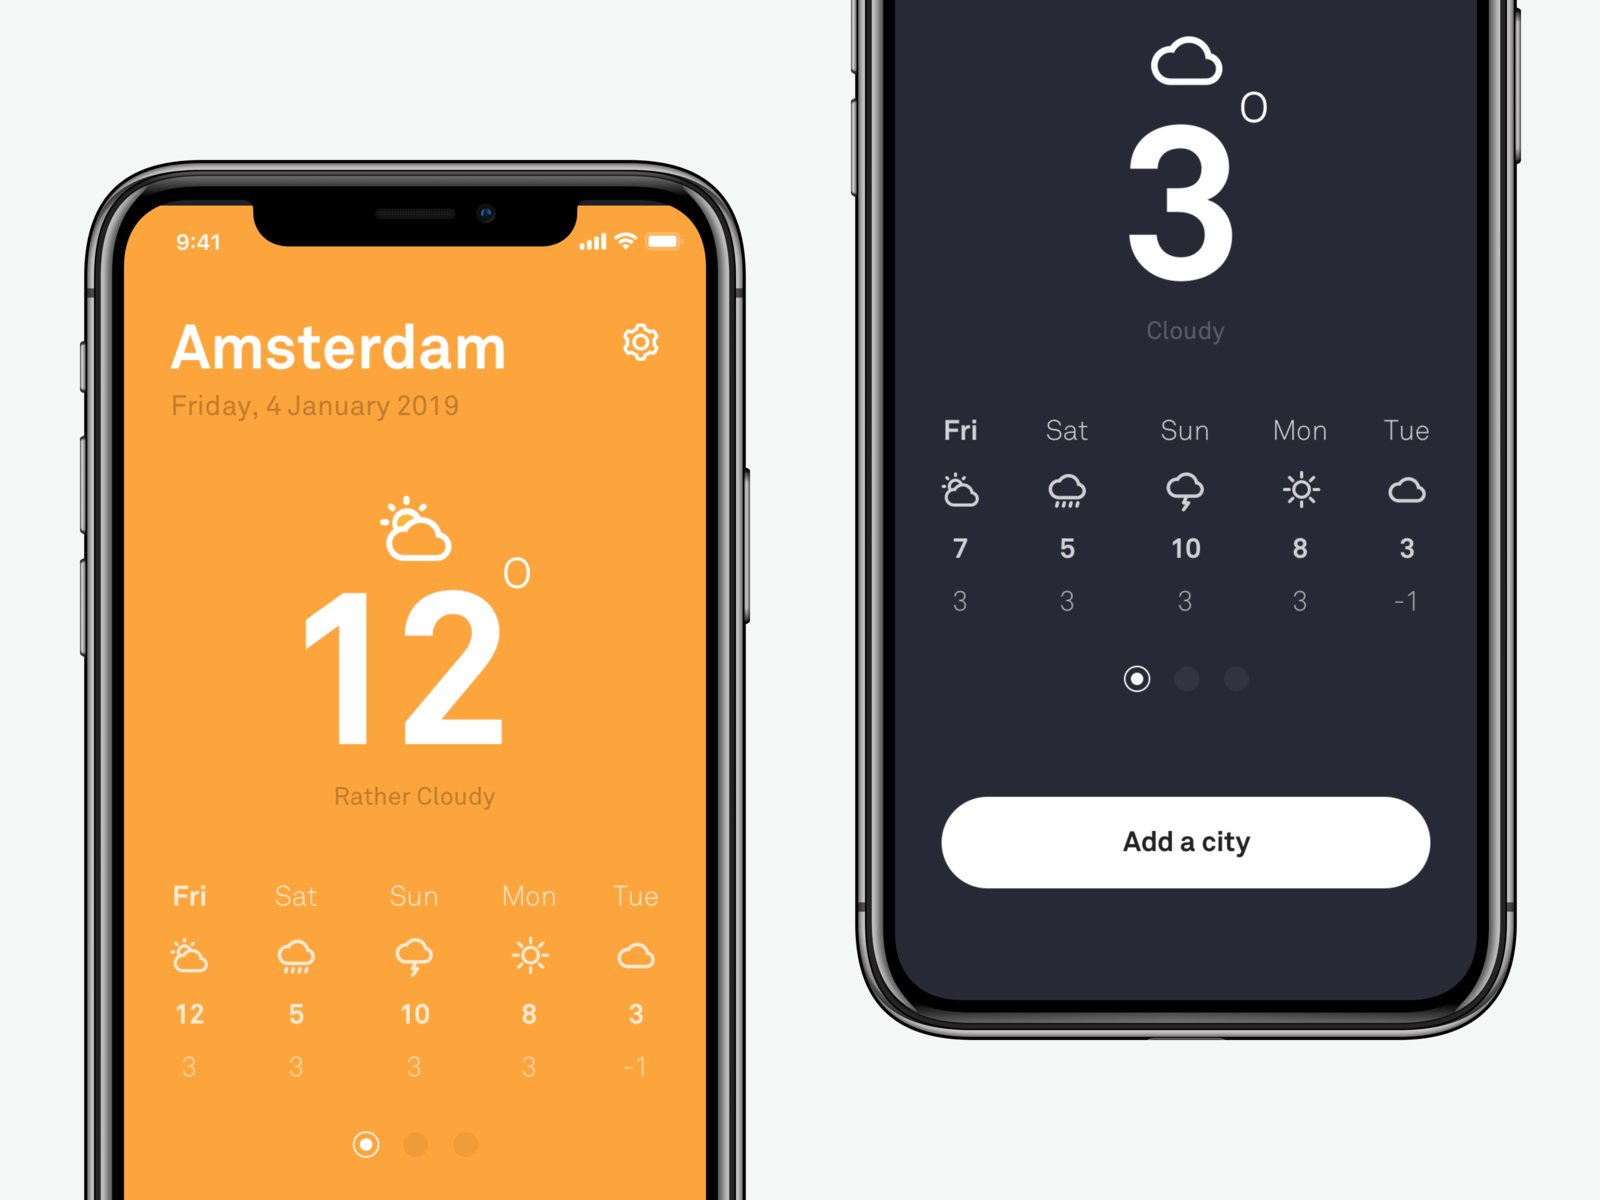 9:41
Amsterdam
Friday, 4 January 2019
12°
Rather Cloudy
Fri Sat Sun Mon Tue
12 5 10 8 3
3 3 3 3 -1
3°
Cloudy
Fri Sat Sun Mon Tue
7 5 10 8 3
3 3 3 3 -1
Add a city